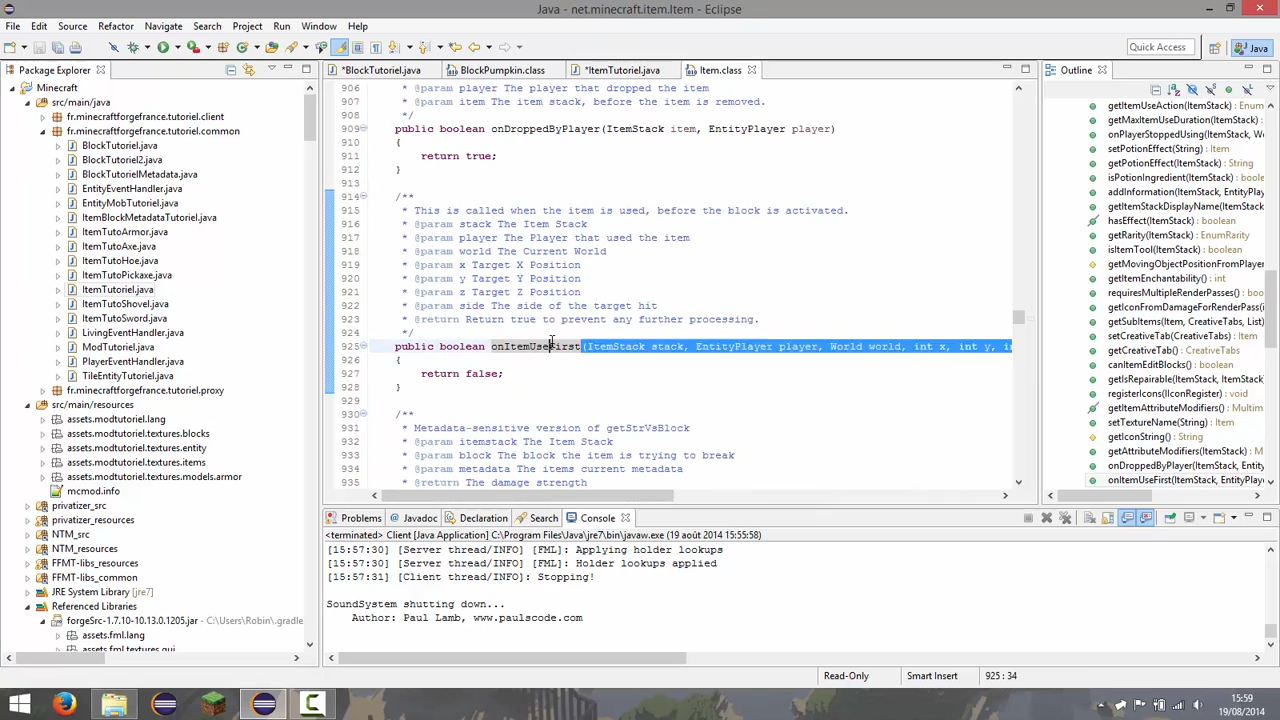 Java - net.minecraft.item.Item - Eclipse
File Edit Source Refactor Navigate Search Project Run Window Help
Quick Access
Java
Package Explorer
*BlockTutoriel.java
BlockPumpkin.class
*ItemTutoriel.java
Item.class
Outline
Minecraft
src/main/java
fr.minecraftforgefrance.tutoriel.client
fr.minecraftforgefrance.tutoriel.common
BlockTutoriel.java
BlockTutoriel2.java
BlockMetadataTutoriel.java
EntityEventHandler.java
EntityMobTutoriel.java
ItemBlockMetadataTutoriel.java
ItemTutoArmor.java
ItemTutoAxe.java
ItemTutoHoe.java
ItemTutoPickaxe.java
ItemTutoriel.java
ItemTutoShovel.java
ItemTutoSword.java
LivingEventHandler.java
ModTutoriel.java
PlayerEventHandler.java
TileEntityTutoriel.java
fr.minecraftforgefrance.tutoriel.proxy
src/main/resources
assets.modtutoriel.lang
assets.modtutoriel.textures.blocks
assets.modtutoriel.textures.entity
assets.modtutoriel.textures.items
assets.modtutoriel.textures.models.armor
mcmod.info
privatizer_src
privatizer_resources
NTM_src
NTM_resources
FFMT-libs_resources
FFMT-libs_common
JRE System Library [jre7]
Referenced Libraries
forgeSrc-1.7.10-10.13.0.1205.jar - C:\Users\Robin\.gradle
assets.fml.lang
assets.fml.textures.gui
906 * @param player The player that dropped the item
907 * @param item The item stack, before the item is removed.
908 */
909 public boolean onDroppedByPlayer(ItemStack item, EntityPlayer player)
910 {
911 return true;
912 }
913
914 /**
915 * This is called when the item is used, before the block is activated.
916 * @param stack The Item Stack
917 * @param player The Player that used the item
918 * @param world The Current World
919 * @param x Target X Position
920 * @param y Target Y Position
921 * @param z Target Z Position
922 * @param side The side of the target hit
923 * @return Return true to prevent any further processing.
924 */
925 public boolean onItemUseFirst(ItemStack stack, EntityPlayer player, World world, int x, int y, in
926 {
927 return false;
928 }
929
930 /**
931 * Metadata-sensitive version of getStrVsBlock
932 * @param itemstack The Item Stack
933 * @param block The block the item is trying to break
934 * @param metadata The items current metadata
935 * @return The damage strength
getItemUseAction(ItemStack) : Enum
getMaxItemUseDuration(ItemStack)
onPlayerStoppedUsing(ItemStack, W
setPotionEffect(String) : Item
getPotionEffect(ItemStack) : String
isPotionIngredient(ItemStack) : boole
addInformation(ItemStack, EntityPlay
getItemStackDisplayName(ItemStack
hasEffect(ItemStack) : boolean
getRarity(ItemStack) : EnumRarity
isItemTool(ItemStack) : boolean
getMovingObjectPositionFromPlayer
getItemEnchantability() : int
requiresMultipleRenderPasses() : boo
getIconFromDamageForRenderPass(
getSubItems(Item, CreativeTabs, List)
getCreativeTab() : CreativeTabs
canItemEditBlocks() : boolean
getIsRepairable(ItemStack, ItemStack
registerIcons(IIconRegister) : void
getItemAttributeModifiers() : Multim
setTextureName(String) : Item
getIconString() : String
getAttributeModifiers(ItemStack) : M
onDroppedByPlayer(ItemStack, Entity
onItemUseFirst(ItemStack, EntityPlaye
Problems Javadoc Declaration Search Console
<terminated> Client [Java Application] C:\Program Files\Java\jre7\bin\javaw.exe (19 août 2014 15:55:58)
[15:57:30] [Server thread/INFO] [FML]: Applying holder lookups
[15:57:30] [Server thread/INFO] [FML]: Holder lookups applied
[15:57:31] [Client thread/INFO]: Stopping!
SoundSystem shutting down...
Author: Paul Lamb, www.paulscode.com
Read-Only
Smart Insert
925 : 34
15:59
19/08/2014